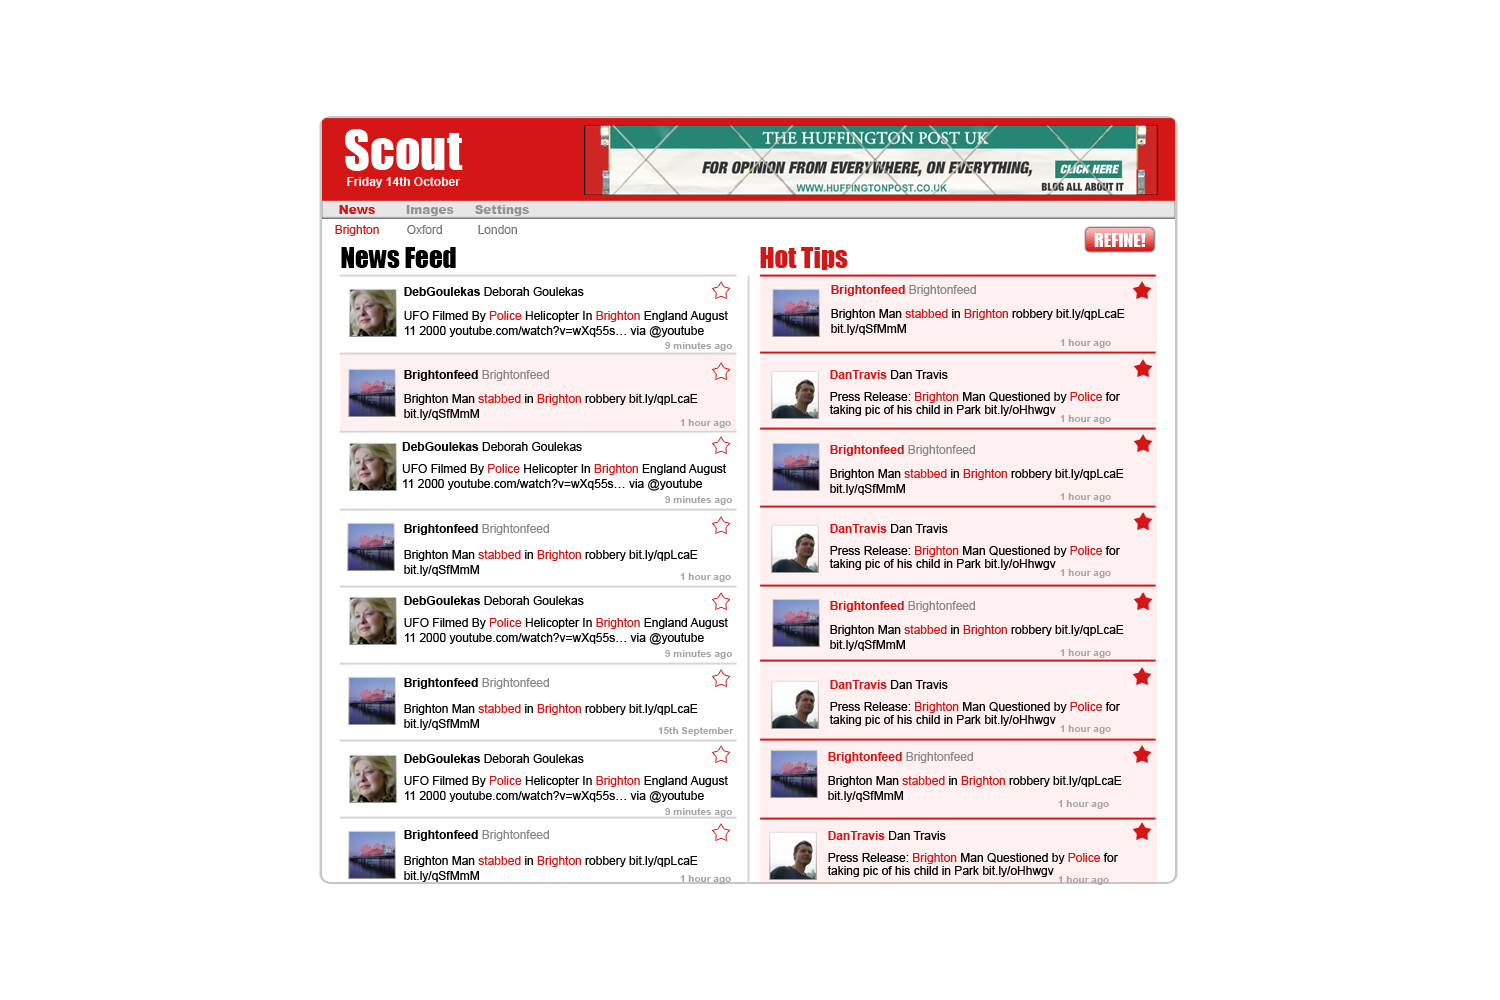 Scout
Friday 14th October
THE HUFFINGTON POST UK
FOR OPINION FROM EVERYWHERE, ON EVERYTHING,
CLICK HERE
WWW.HUFFINGTONPOST.CO.UK
BLOG ALL ABOUT IT
News Images Settings
Brighton Oxford London
REFINE!
News Feed
DebGoulekas Deborah Goulekas
UFO Filmed By Police Helicopter In Brighton England August
11 2000 youtube.com/watch?v=wXq55s... via @youtube
9 minutes ago
Brightonfeed Brightonfeed
Brighton Man stabbed in Brighton robbery bit.ly/qpLcaE
bit.ly/qSfMmM
1 hour ago
DebGoulekas Deborah Goulekas
UFO Filmed By Police Helicopter In Brighton England August
11 2000 youtube.com/watch?v=wXq55s... via @youtube
9 minutes ago
Brightonfeed Brightonfeed
Brighton Man stabbed in Brighton robbery bit.ly/qpLcaE
bit.ly/qSfMmM
1 hour ago
DebGoulekas Deborah Goulekas
UFO Filmed By Police Helicopter In Brighton England August
11 2000 youtube.com/watch?v=wXq55s... via @youtube
9 minutes ago
Brightonfeed Brightonfeed
Brighton Man stabbed in Brighton robbery bit.ly/qpLcaE
bit.ly/qSfMmM
15th September
DebGoulekas Deborah Goulekas
UFO Filmed By Police Helicopter In Brighton England August
11 2000 youtube.com/watch?v=wXq55s... via @youtube
9 minutes ago
Brightonfeed Brightonfeed
Brighton Man stabbed in Brighton robbery bit.ly/qpLcaE
bit.ly/qSfMmM
1 hour ago
Hot Tips
Brightonfeed Brightonfeed
Brighton Man stabbed in Brighton robbery bit.ly/qpLcaE
bit.ly/qSfMmM
1 hour ago
DanTravis Dan Travis
Press Release: Brighton Man Questioned by Police for
taking pic of his child in Park bit.ly/oHhwgv
1 hour ago
Brightonfeed Brightonfeed
Brighton Man stabbed in Brighton robbery bit.ly/qpLcaE
bit.ly/qSfMmM
1 hour ago
DanTravis Dan Travis
Press Release: Brighton Man Questioned by Police for
taking pic of his child in Park bit.ly/oHhwgv
1 hour ago
Brightonfeed Brightonfeed
Brighton Man stabbed in Brighton robbery bit.ly/qpLcaE
bit.ly/qSfMmM
1 hour ago
DanTravis Dan Travis
Press Release: Brighton Man Questioned by Police for
taking pic of his child in Park bit.ly/oHhwgv
1 hour ago
Brightonfeed Brightonfeed
Brighton Man stabbed in Brighton robbery bit.ly/qpLcaE
bit.ly/qSfMmM
1 hour ago
DanTravis Dan Travis
Press Release: Brighton Man Questioned by Police for
taking pic of his child in Park bit.ly/oHhwgv
1 hour ago